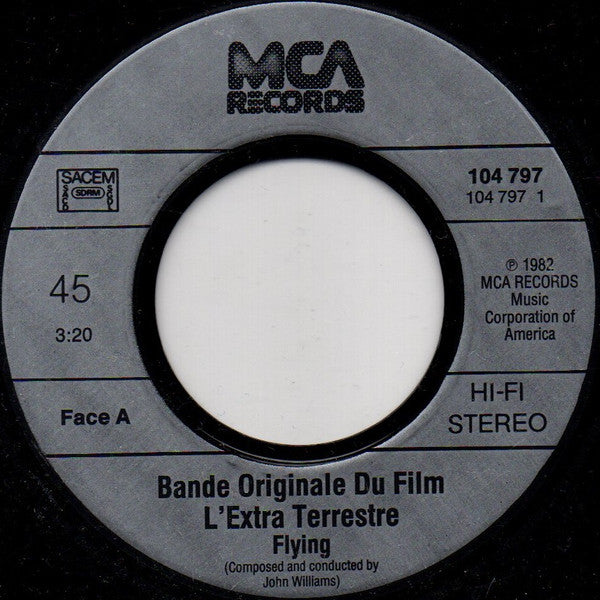 MCA
RECORDS
SACEM
SDRM
104 797
104 797 1
45
3:20
℗ 1982
MCA RECORDS
Music
Corporation of
America
Face A
HI-FI
STEREO
Bande Originale Du Film
L'Extra Terrestre
Flying
(Composed and conducted by
John Williams)